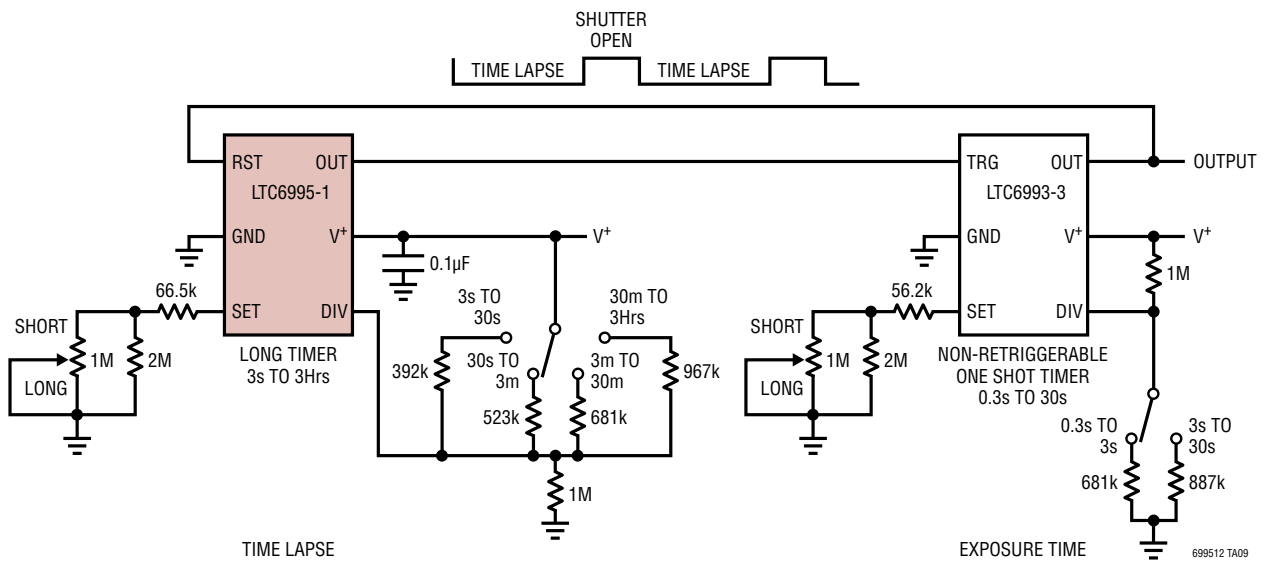 SHUTTER
OPEN
TIME LAPSE
TIME LAPSE
RST
OUT
LTC6995-1
GND
V+
SET
DIV
0.1µF
V+
66.5k
SHORT
1M
2M
LONG
LONG TIMER
3s TO 3Hrs
3s TO
30s
30m TO
3Hrs
392k
30s TO
3m
3m TO
30m
967k
523k
681k
1M
TIME LAPSE
TRG
OUT
OUTPUT
LTC6993-3
GND
V+
V+
1M
SET
DIV
56.2k
SHORT
1M
2M
LONG
NON-RETRIGGERABLE
ONE SHOT TIMER
0.3s TO 30s
0.3s TO
3s
3s TO
30s
681k
887k
EXPOSURE TIME
699512 TA09